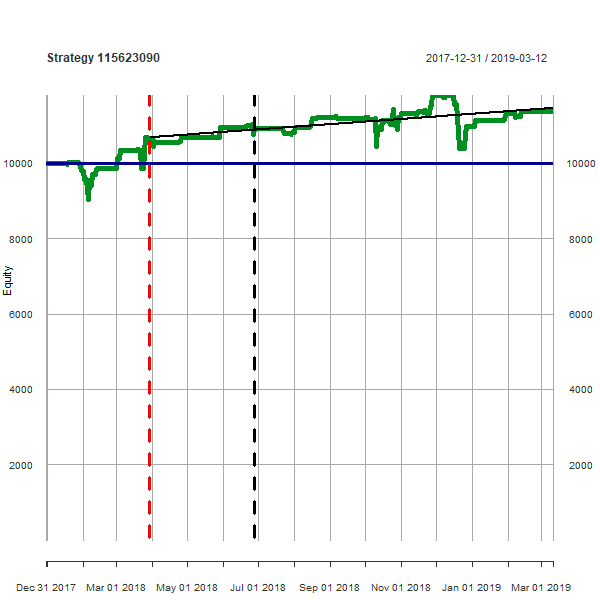 Strategy 115623090
2017-12-31 / 2019-03-12
10000 10000
8000 8000
Equity
6000 6000
4000 4000
2000 2000
Dec 31 2017 Mar 01 2018 May 01 2018 Jul 01 2018 Sep 01 2018 Nov 01 2018 Jan 01 2019 Mar 01 2019